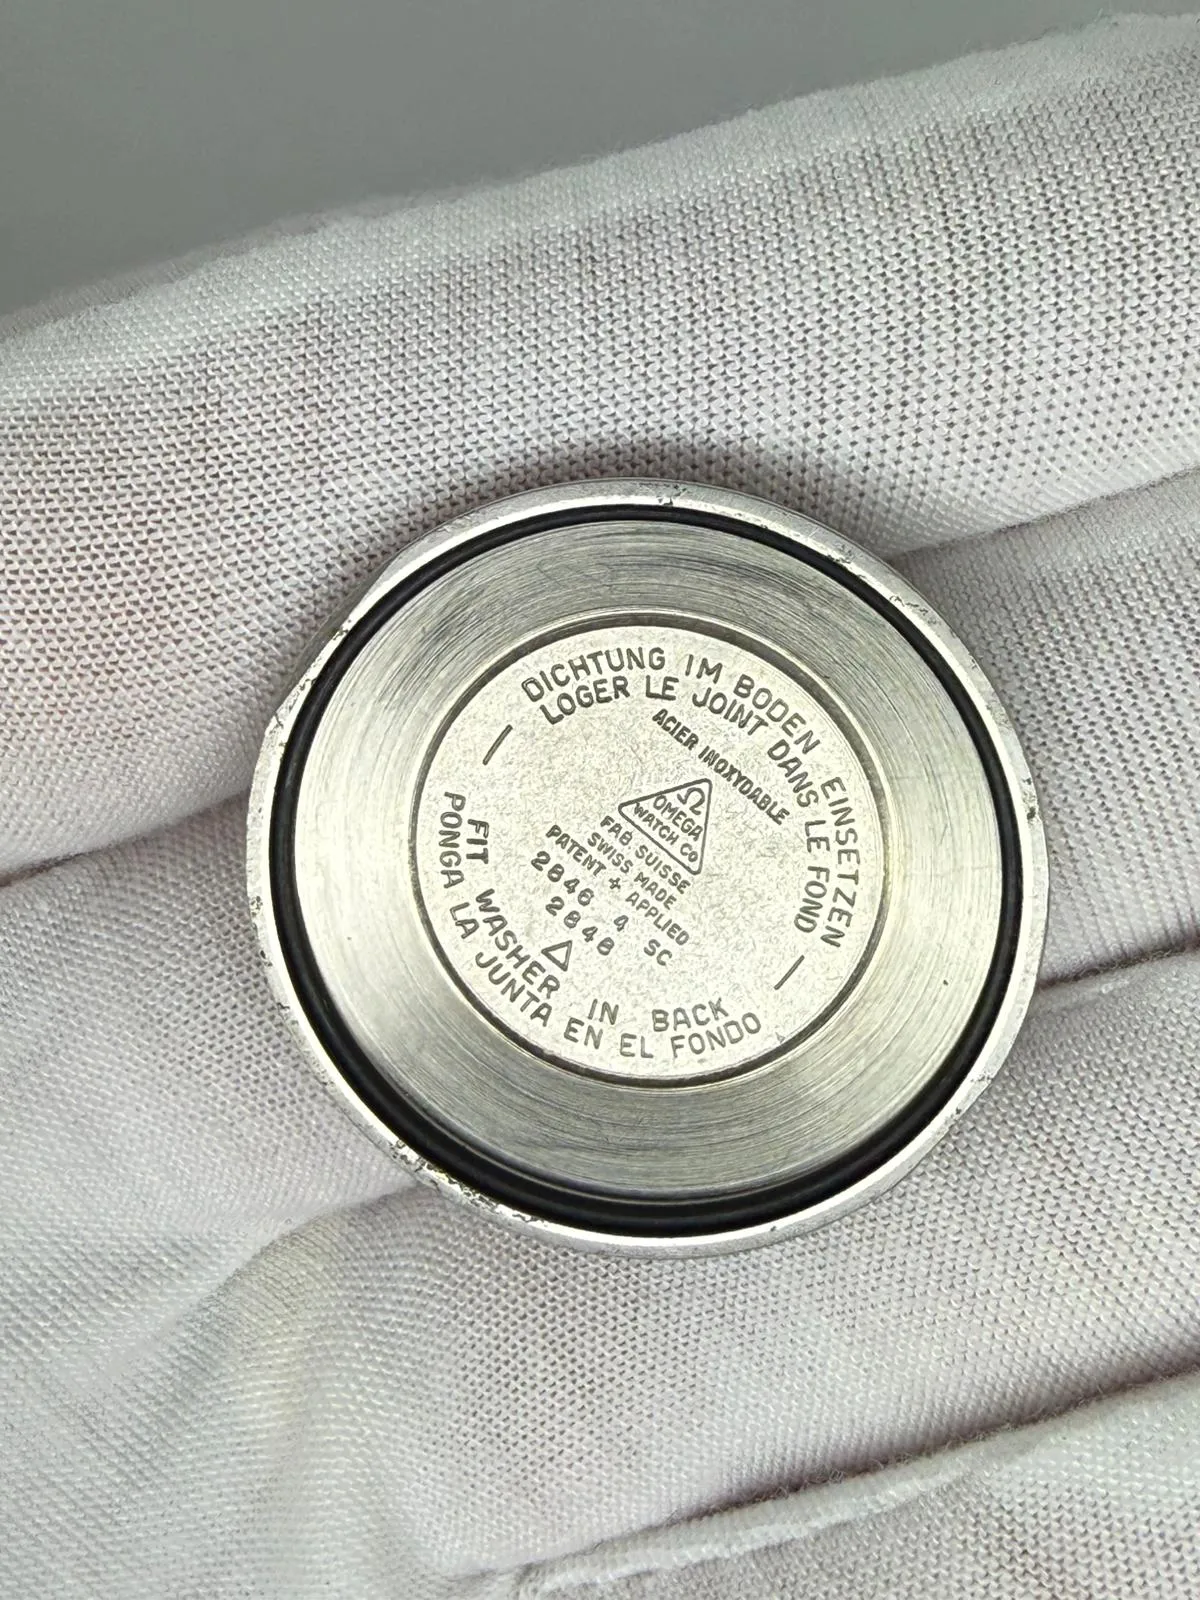 DICHTUNG IM BODEN EINSETZEN
LOGER LE JOINT DANS LE FOND
ACIER INOXYDABLE
Ω
OMEGA
WATCH CO
FAB SUISSE
SWISS MADE
PATENT + APPLIED
2846 4 SC
2848
FIT WASHER IN BACK
PONGA LA JUNTA EN EL FONDO